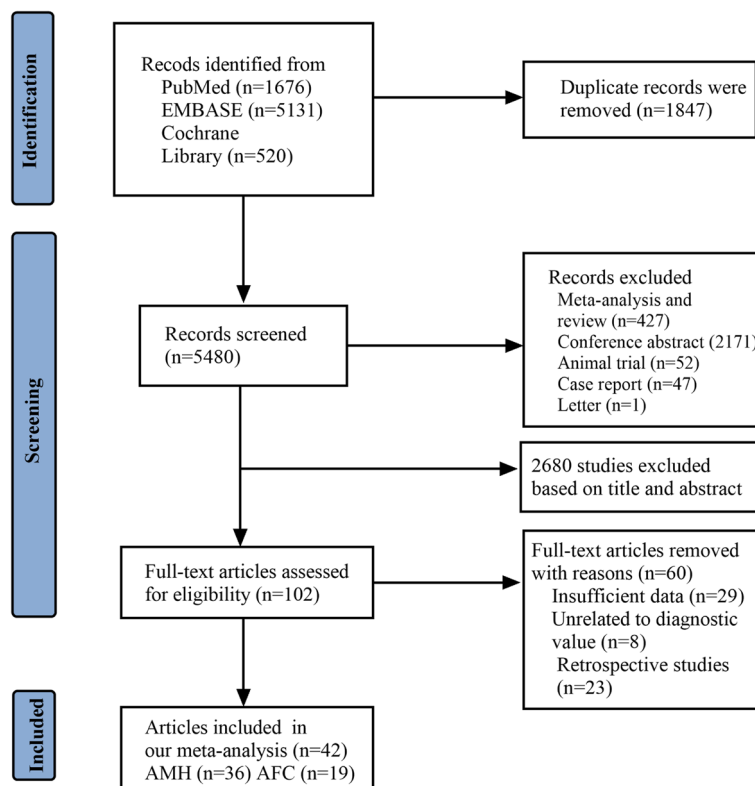 Identification
Recods identified from
PubMed (n=1676)
EMBASE (n=5131)
Cochrane
Library (n=520)
Duplicate records were
removed (n=1847)
Screening
Records screened
(n=5480)
Records excluded
Meta-analysis and
review (n=427)
Conference abstract (2171)
Animal trial (n=52)
Case report (n=47)
Letter (n=1)
2680 studies excluded
based on title and abstract
Full-text articles assessed
for eligibility (n=102)
Full-text articles removed
with reasons (n=60)
Insufficient data (n=29)
Unrelated to diagnostic
value (n=8)
Retrospective studies
(n=23)
Included
Articles included in
our meta-analysis (n=42)
AMH (n=36) AFC (n=19)